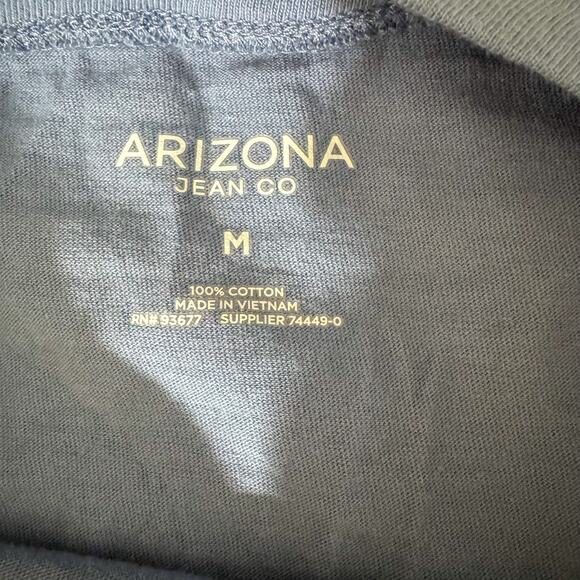 ARIZONA
JEAN CO
M
100% COTTON
MADE IN VIETNAM
RN# 93677 SUPPLIER 74449-0